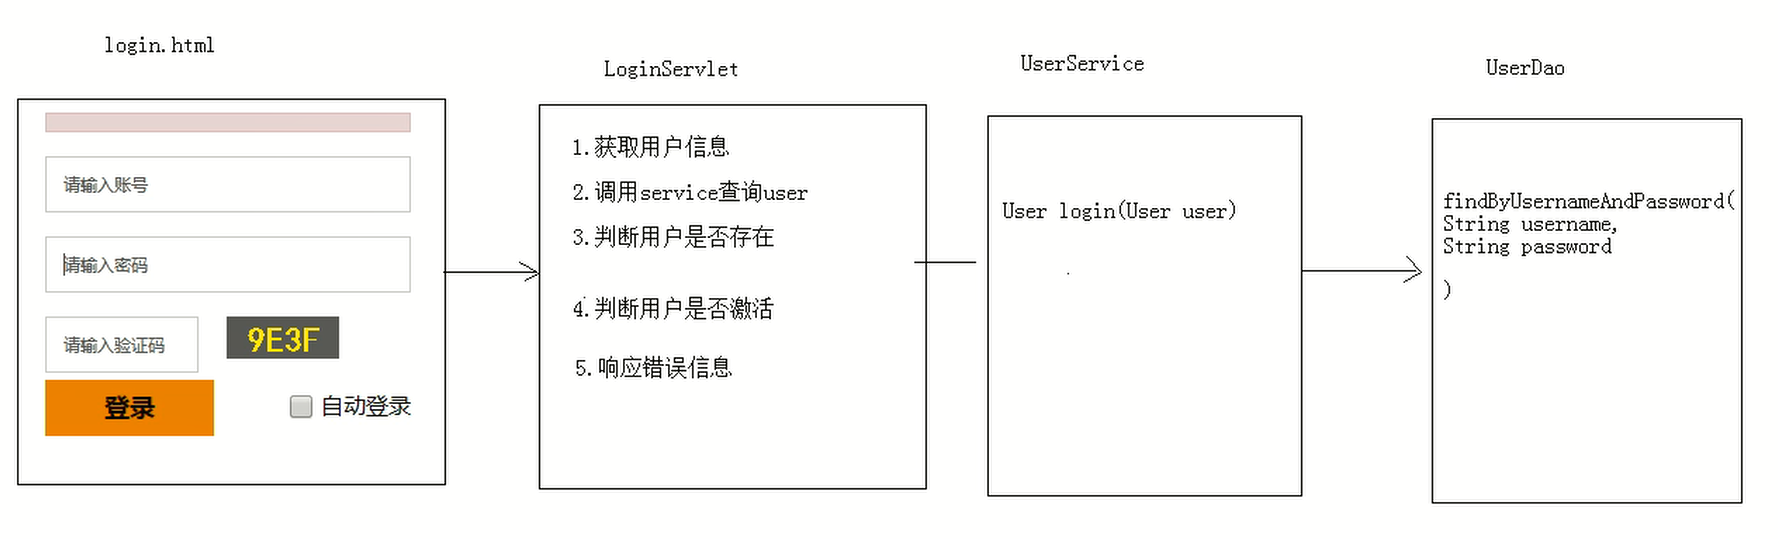 login.html
请输入账号
请输入密码
请输入验证码
9E3F
登录
自动登录
LoginServlet
1.获取用户信息
2.调用service查询user
3.判断用户是否存在
4.判断用户是否激活
5.响应错误信息
UserService
User login(User user)
UserDao
findByUsernameAndPassword(
String username,
String password
)